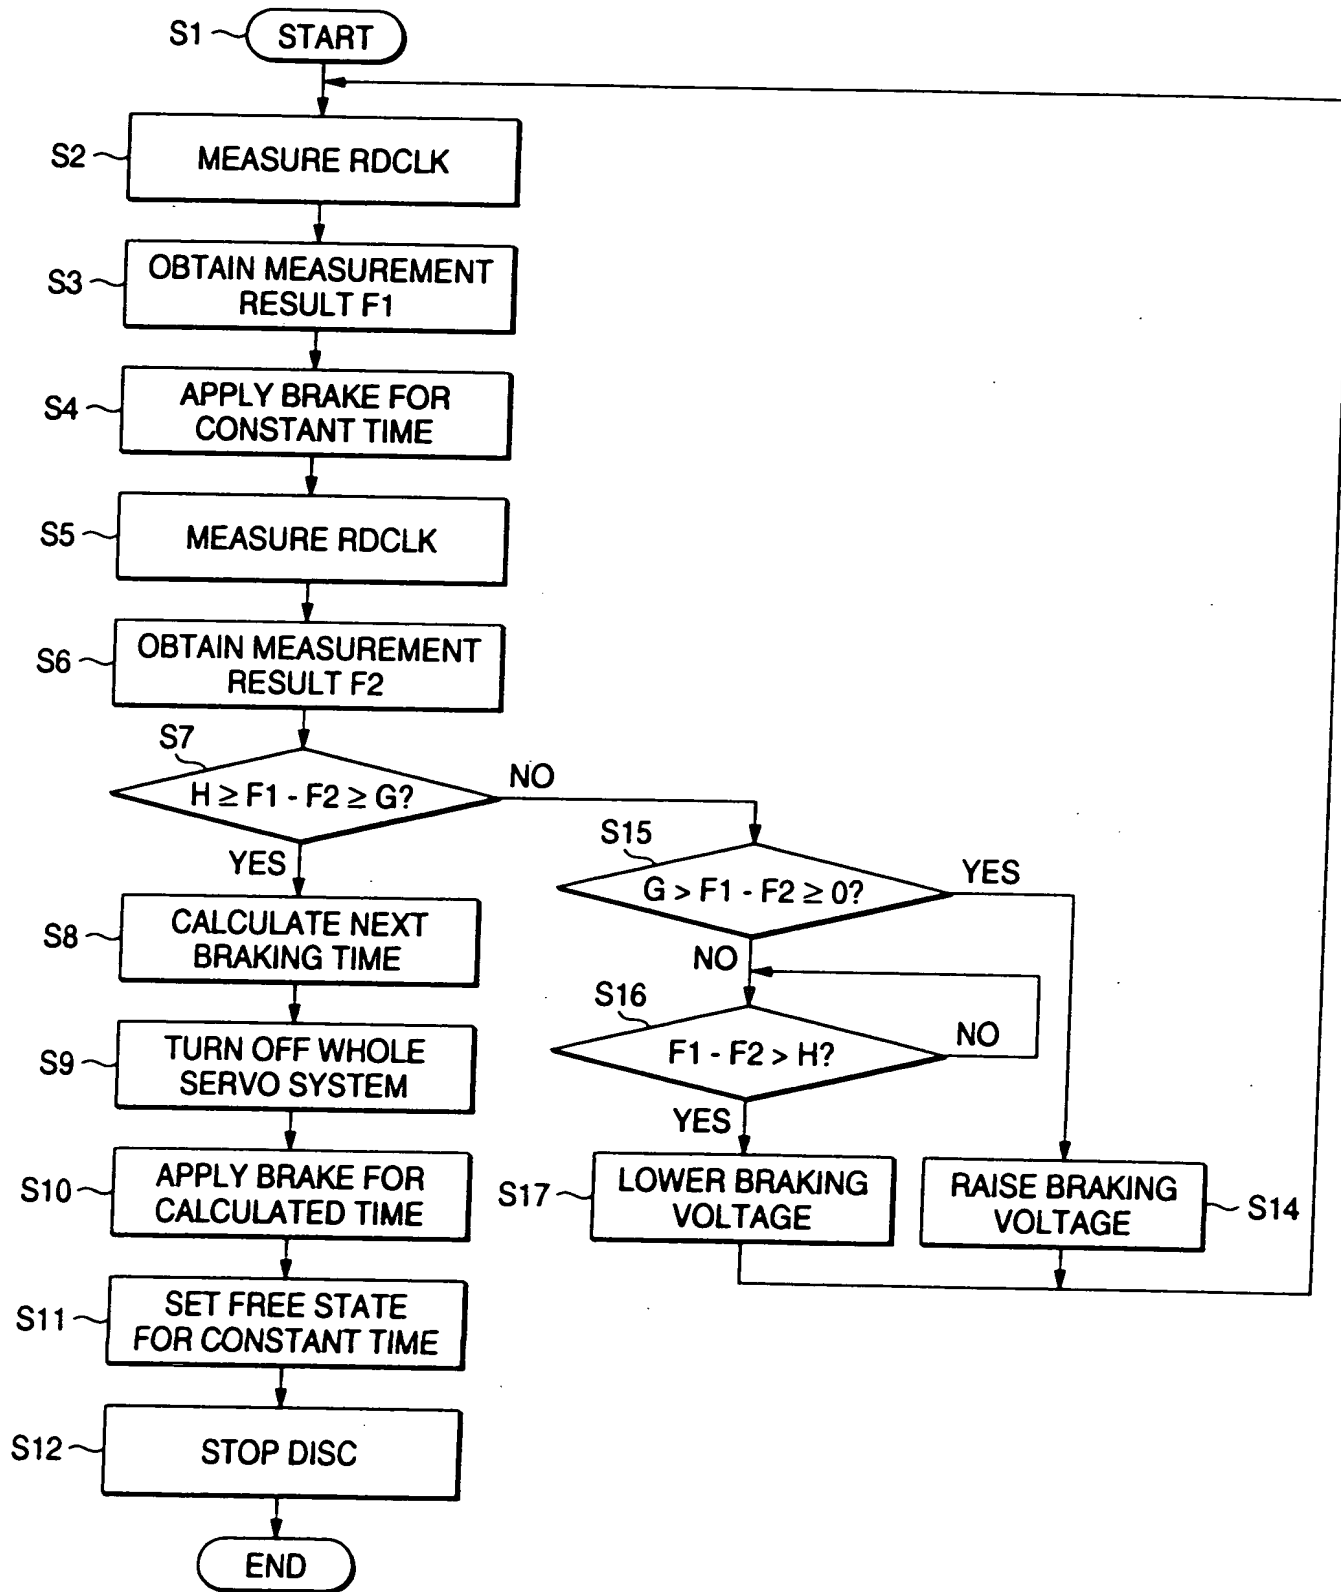 S1
START
S2
MEASURE RDCLK
S3
OBTAIN MEASUREMENT
RESULT F1
S4
APPLY BRAKE FOR
CONSTANT TIME
S5
MEASURE RDCLK
S6
OBTAIN MEASUREMENT
RESULT F2
S7
H ≥ F1 - F2 ≥ G?
NO
YES
S15
G > F1 - F2 ≥ 0?
YES
NO
S8
CALCULATE NEXT
BRAKING TIME
S16
F1 - F2 > H?
NO
YES
S9
TURN OFF WHOLE
SERVO SYSTEM
S10
APPLY BRAKE FOR
CALCULATED TIME
S17
LOWER BRAKING
VOLTAGE
RAISE BRAKING
VOLTAGE
S14
S11
SET FREE STATE
FOR CONSTANT TIME
S12
STOP DISC
END